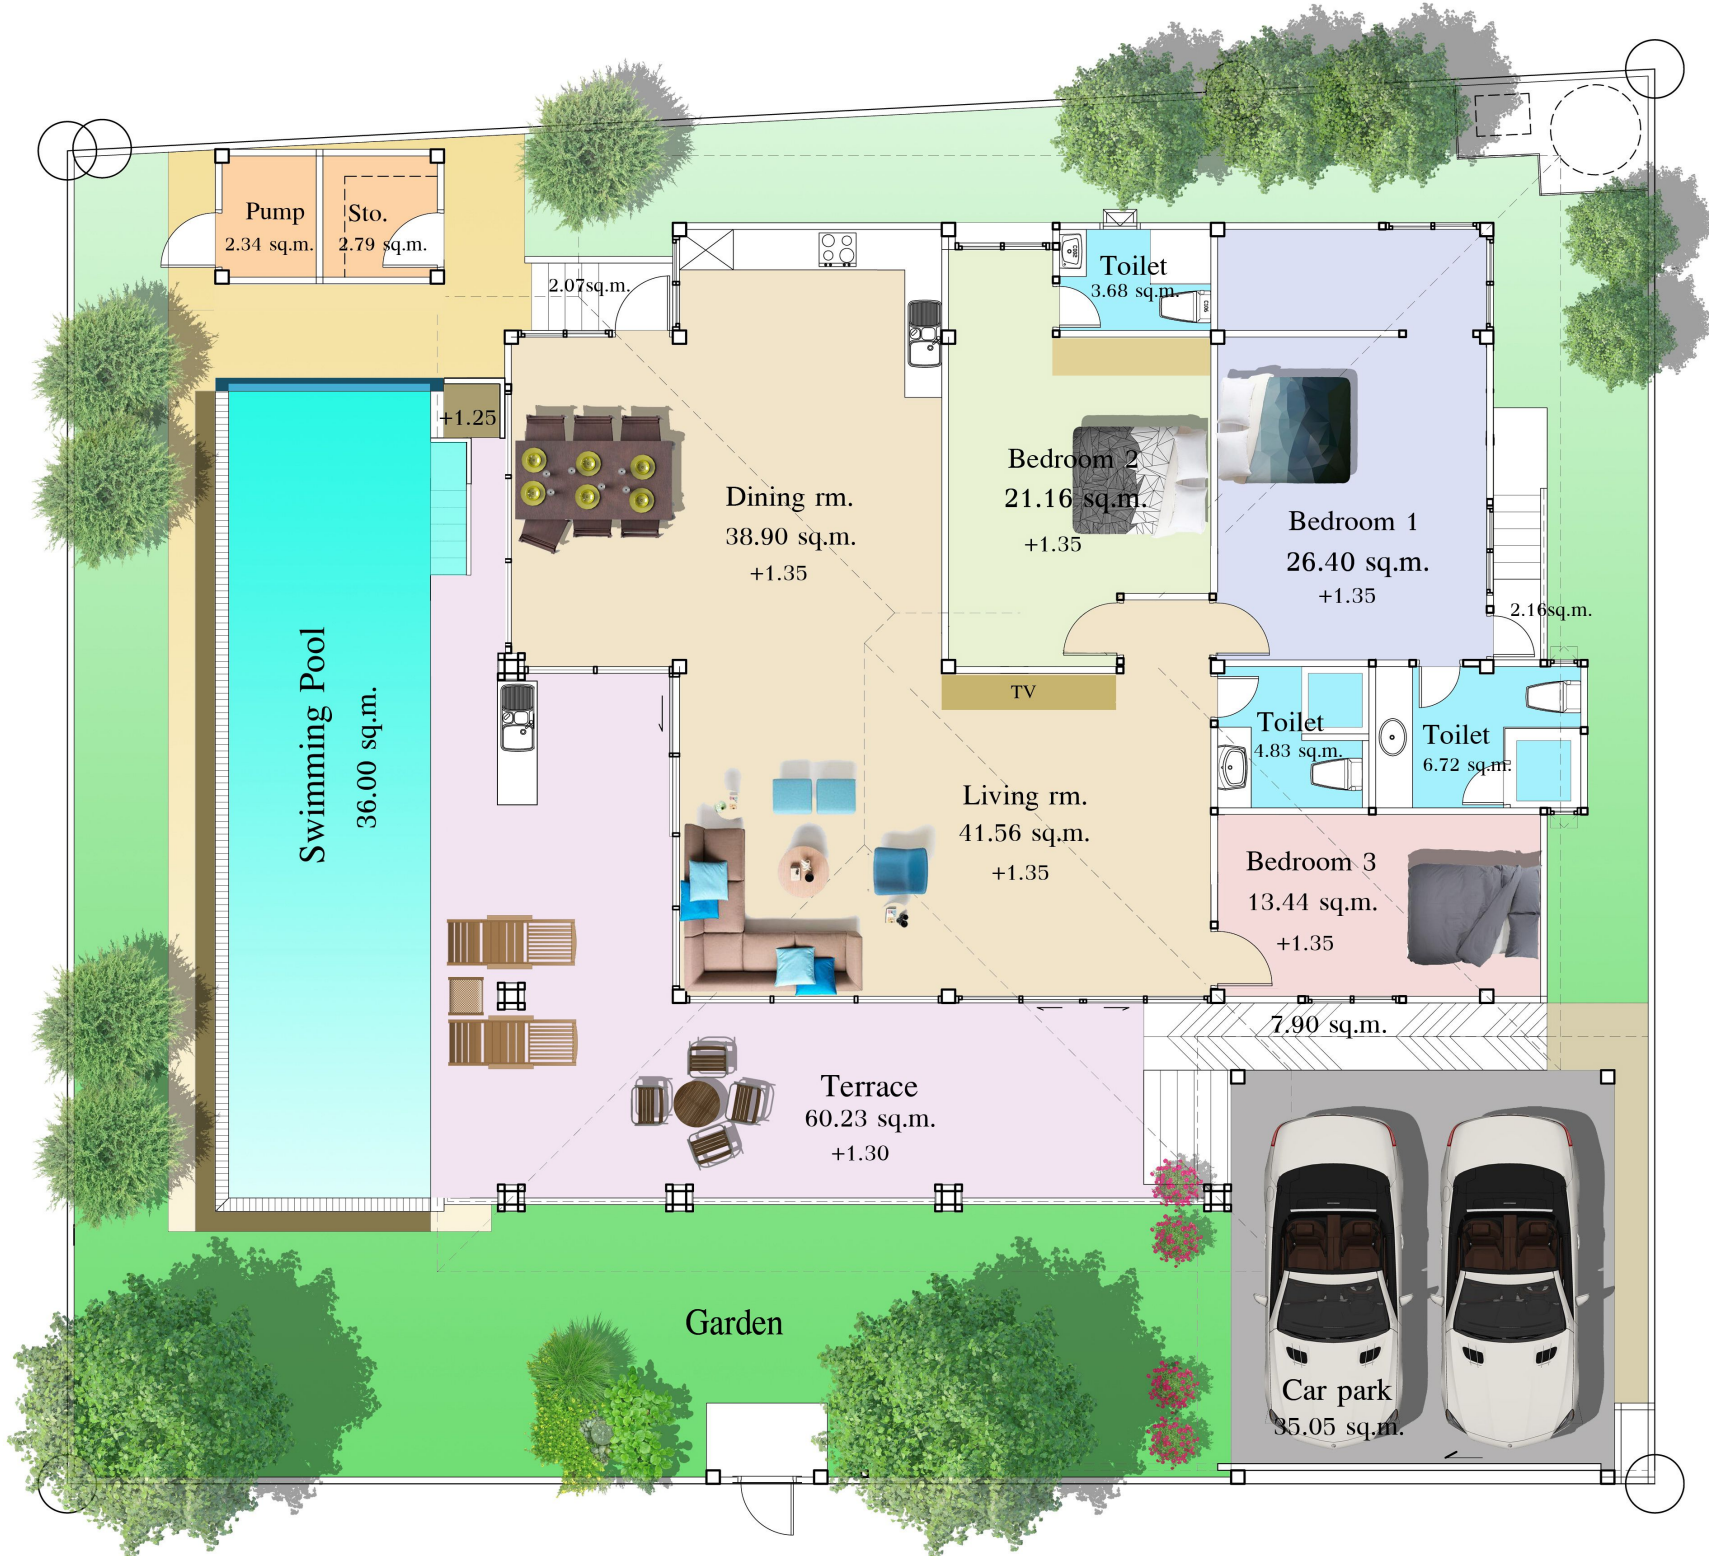 Pump
2.34 sq.m.
Sto.
2.79 sq.m.
2.07sq.m.
Toilet
3.68 sq.m.
+1.25
Dining rm.
38.90 sq.m.
+1.35
Bedroom 2
21.16 sq.m.
+1.35
Bedroom 1
26.40 sq.m.
+1.35
2.16sq.m.
Swimming Pool
36.00 sq.m.
TV
Toilet
4.83 sq.m.
Toilet
6.72 sq.m.
Living rm.
41.56 sq.m.
+1.35
Bedroom 3
13.44 sq.m.
+1.35
7.90 sq.m.
Terrace
60.23 sq.m.
+1.30
Garden
Car park
35.05 sq.m.